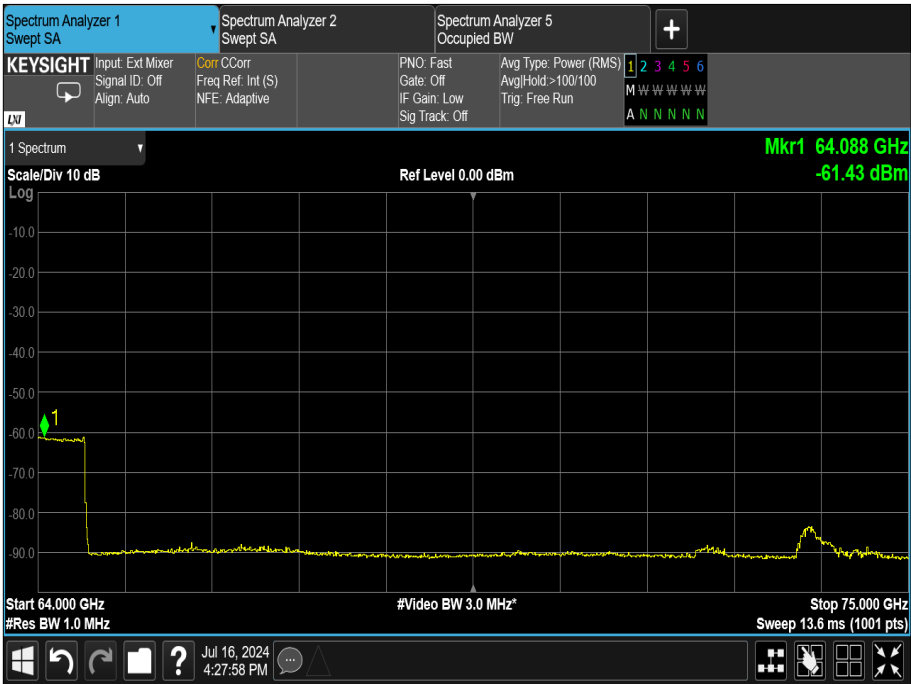 Spectrum Analyzer 1
Swept SA
Spectrum Analyzer 2
Swept SA
Spectrum Analyzer 5
Occupied BW
KEYSIGHT
LXI
Input: Ext Mixer
Signal ID: Off
Align: Auto
Corr CCorr
Freq Ref: Int (S)
NFE: Adaptive
PNO: Fast
Gate: Off
IF Gain: Low
Sig Track: Off
Avg Type: Power (RMS)
Avg|Hold:>100/100
Trig: Free Run
1 2 3 4 5 6
M W W W W W
A N N N N N
1 Spectrum
Scale/Div 10 dB
Ref Level 0.00 dBm
Mkr1 64.088 GHz
-61.43 dBm
Log
-10.0
-20.0
-30.0
-40.0
-50.0
1
-60.0
-70.0
-80.0
-90.0
Start 64.000 GHz
#Video BW 3.0 MHz*
Stop 75.000 GHz
#Res BW 1.0 MHz
Sweep 13.6 ms (1001 pts)
?
Jul 16, 2024
4:27:58 PM